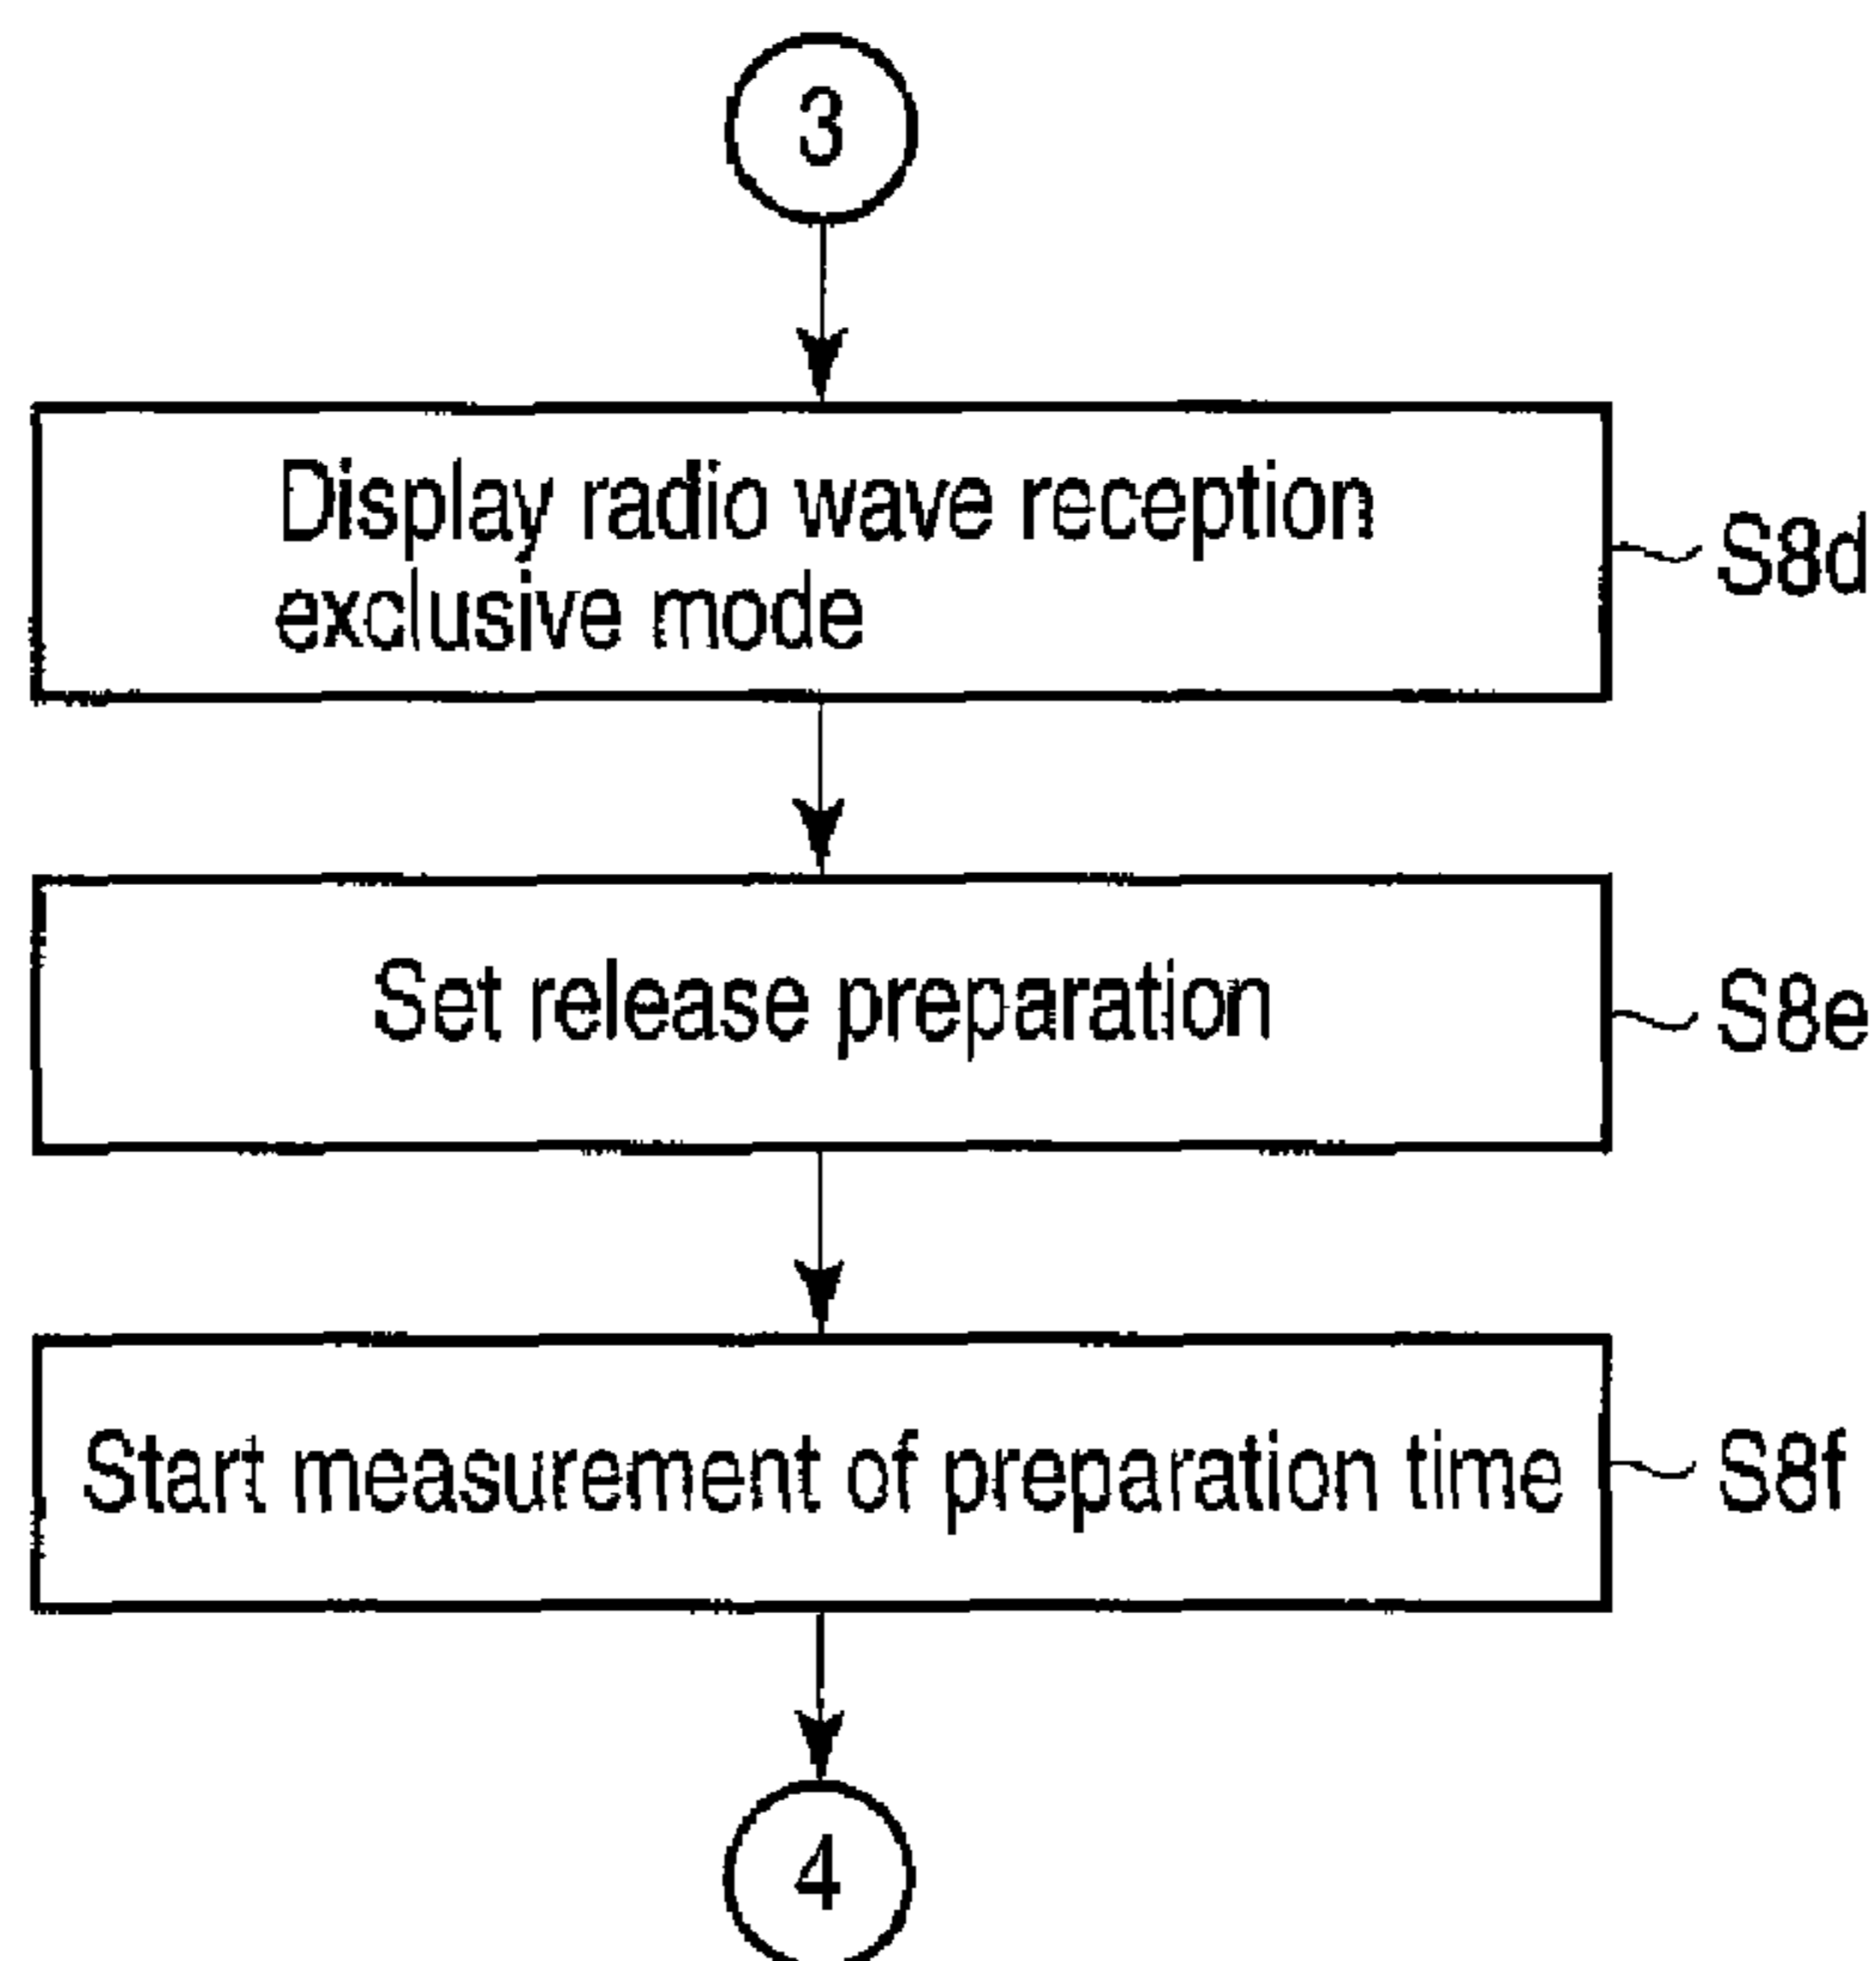 3
Display radio wave reception
exclusive mode
S8d
Set release preparation
S8e
Start measurement of preparation time
S8f
4